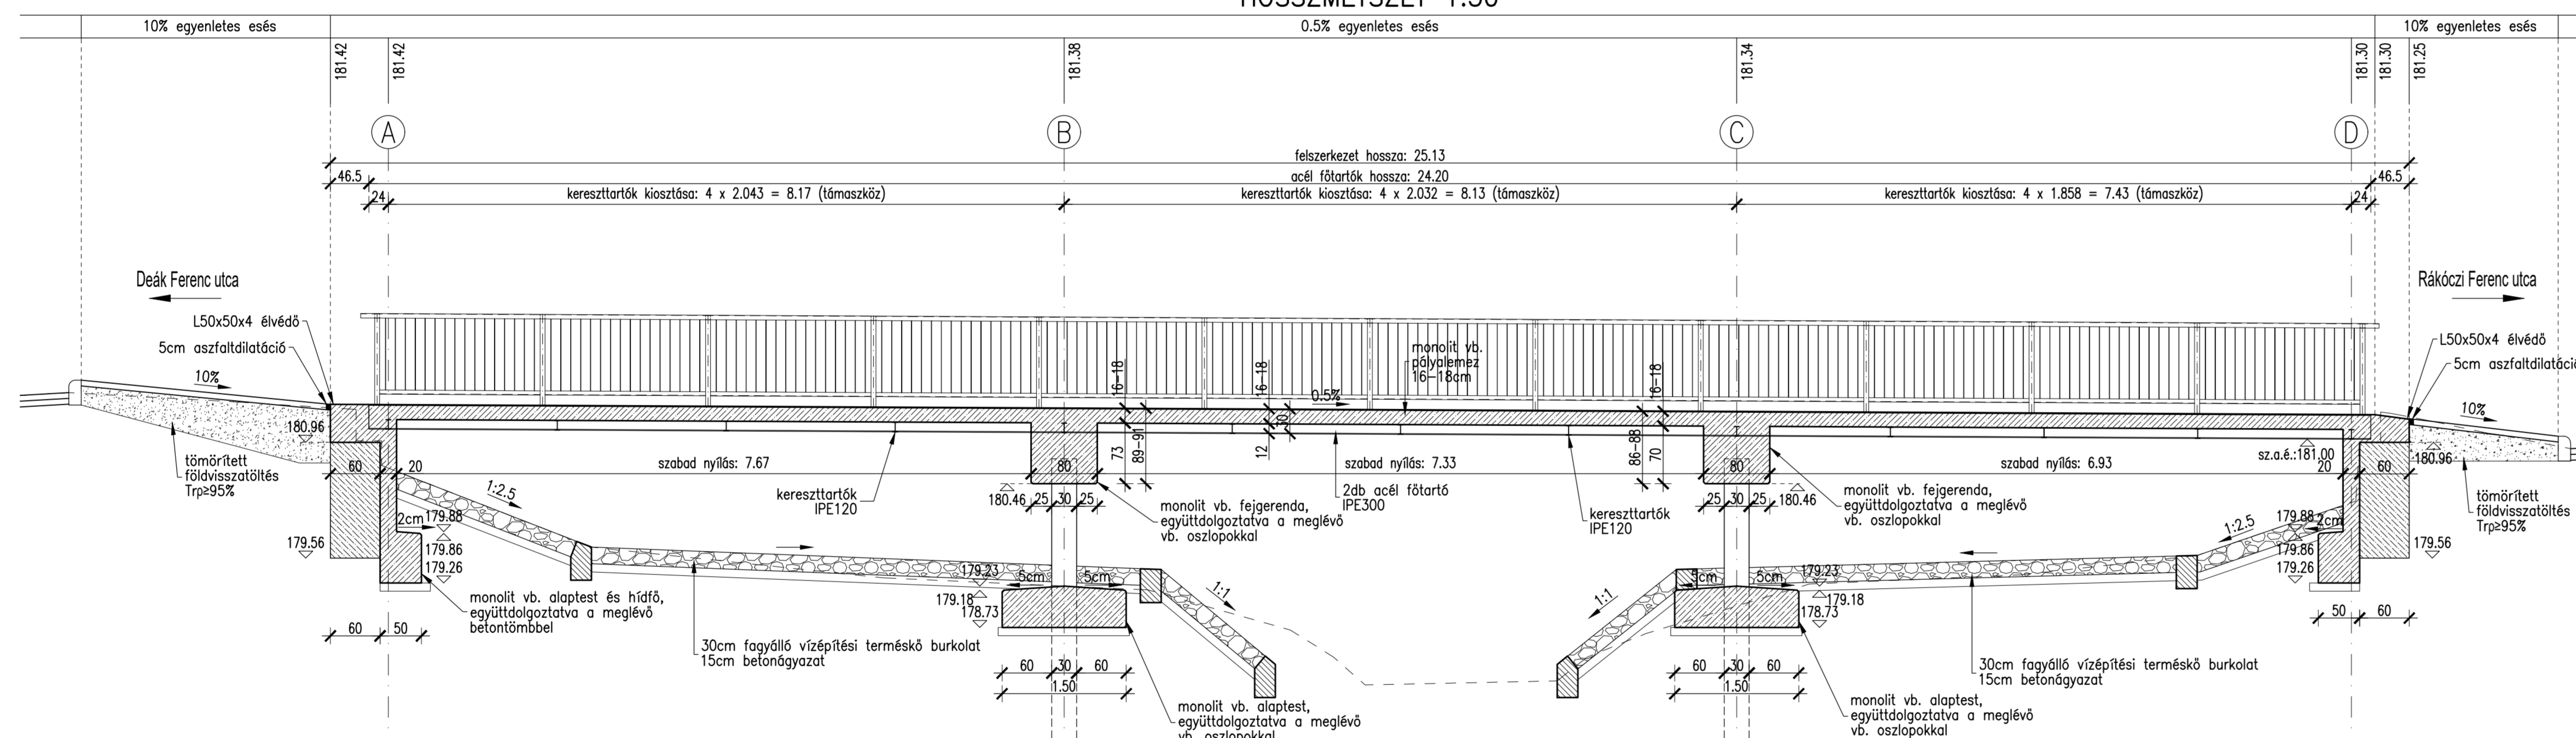 HOSSZMETSZET 1:50
10% egyenletes esés
0.5% egyenletes esés
10% egyenletes esés
181.42
181.42
181.38
181.34
181.30
181.30
181.25
A
B
C
D
felszerkezet hossza: 25.13
46.5
acél főtartók hossza: 24.20
46.5
24
kereszttartók kiosztása: 4 x 2.043 = 8.17 (támaszköz)
kereszttartók kiosztása: 4 x 2.032 = 8.13 (támaszköz)
kereszttartók kiosztása: 4 x 1.858 = 7.43 (támaszköz)
24
Deák Ferenc utca
Rákóczi Ferenc utca
L50x50x4 élvédő
5cm aszfaltdilatáció
10%
monolit vb.
pályalemez
16-18cm
L50x50x4 élvédő
5cm aszfaltdilatáció
10%
16-18
16-18
0.5%
16-18
30
12
73
89-91
86-88
70
180.96
60
20
szabad nyílás: 7.67
80
szabad nyílás: 7.33
80
szabad nyílás: 6.93
sz.a.é.:181.00
20
60
180.96
tömörített
földvisszatöltés
Trρ≥95%
1:2.5
kereszttartók
IPE120
180.46
25
30
25
monolit vb. fejgerenda,
együttdolgoztatva a meglévő
vb. oszlopokkal
2db acél főtartó
IPE300
kereszttartók
IPE120
25
30
25
180.46
monolit vb. fejgerenda,
együttdolgoztatva a meglévő
vb. oszlopokkal
1:2.5
tömörített
földvisszatöltés
Trρ≥95%
2cm
179.88
179.56
179.86
179.26
179.88
2cm
179.86
179.26
179.56
179.23
5cm
5cm
179.18
178.73
1:1
1:1
5cm
5cm
179.23
179.18
178.73
monolit vb. alaptest és hídfő,
együttdolgoztatva a meglévő
betontömbbel
60
50
50
60
30cm fagyálló vízépítési terméskő burkolat
15cm betonágyazat
60
30
60
1.50
60
30
60
1.50
30cm fagyálló vízépítési terméskő burkolat
15cm betonágyazat
monolit vb. alaptest,
együttdolgoztatva a meglévő
vb. oszlopokkal
monolit vb. alaptest,
együttdolgoztatva a meglévő
vb. oszlopokkal